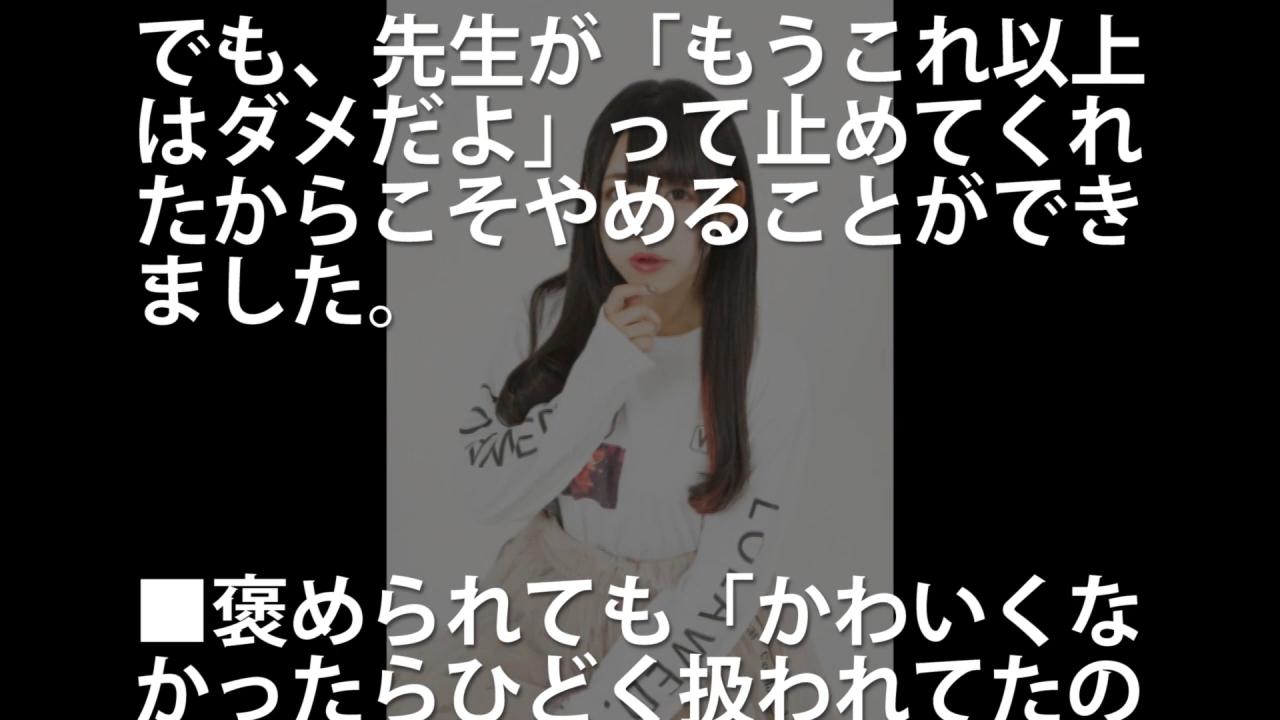 でも、先生が「もうこれ以上
はダメだよ」って止めてくれ
たからこそやめることができ
ました。
■褒められても「かわいくな
かったらひどく扱われてたの